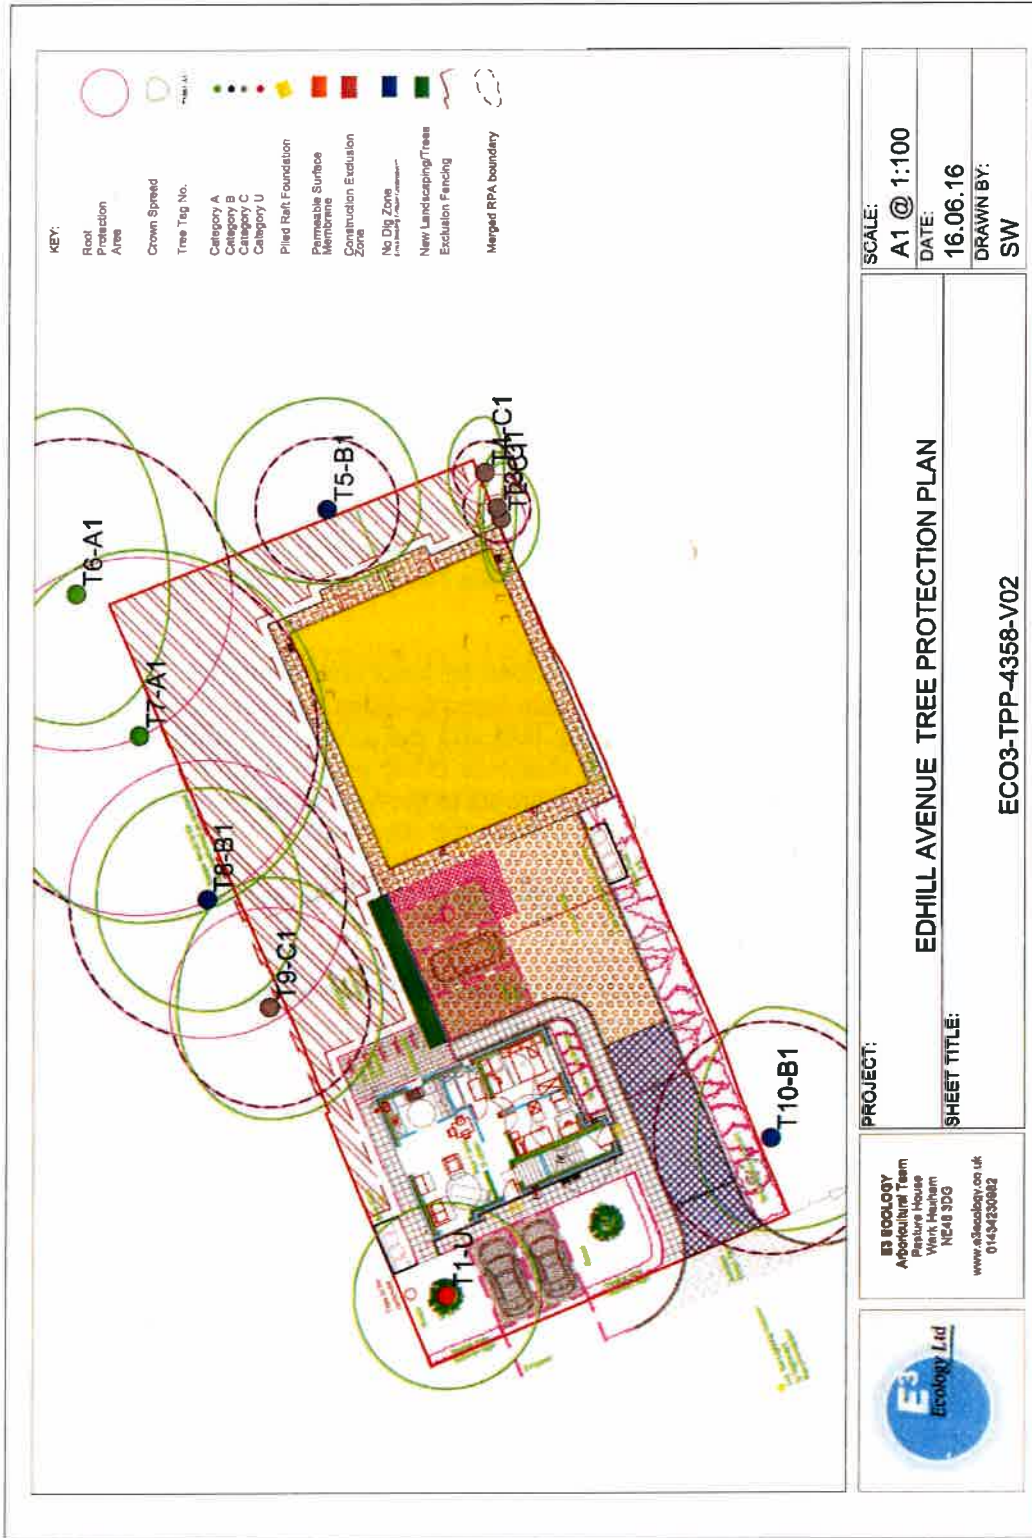 KEY:
Root
Protection
Area
Crown Spread
Tree Tag No.
Category A
Category B
Category C
Category U
Piled Raft Foundation
Permeable Surface
Membrane
Construction Exclusion
Zone
No Dig Zone
New Landscaping/Trees
Exclusion Fencing
Merged RPA boundary
T6-A1
T7-A1
T5-B1
T4-C1
T8-B1
T9-C1
T10-B1
T1-U
E3
Ecology Ltd
E3 ECOLOGY
Arboricultural Team
Pasture House
Wark Hexham
NE48 3DG
www.e3ecology.co.uk
01434230982
PROJECT:
EDHILL AVENUE TREE PROTECTION PLAN
SHEET TITLE:
ECO3-TPP-4358-V02
SCALE:
A1 @ 1:100
DATE:
16.06.16
DRAWN BY:
SW